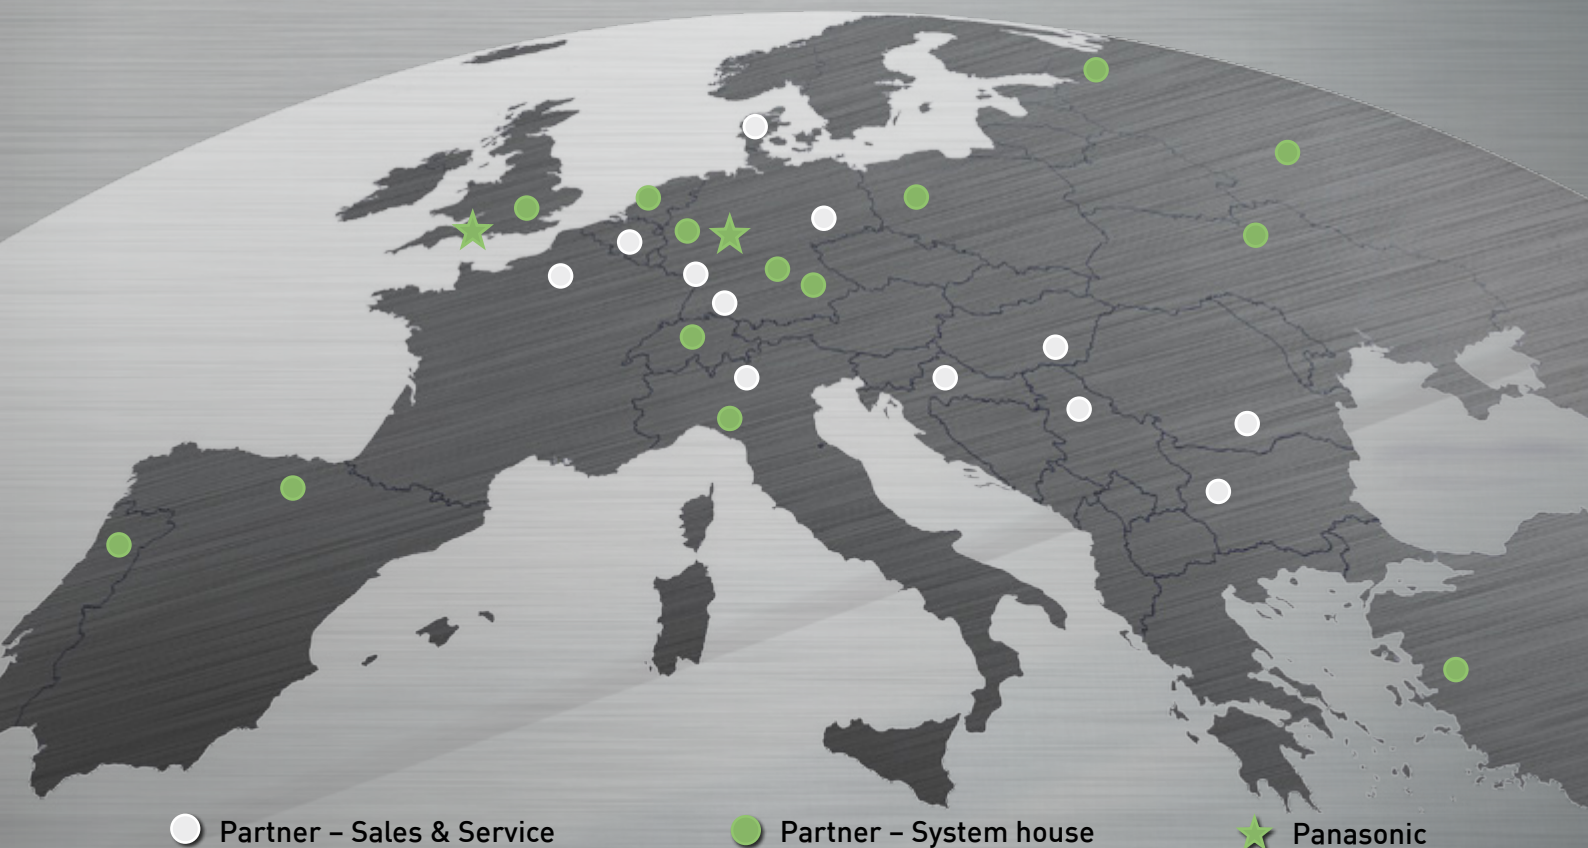 Partner – Sales & Service
Partner – System house
Panasonic